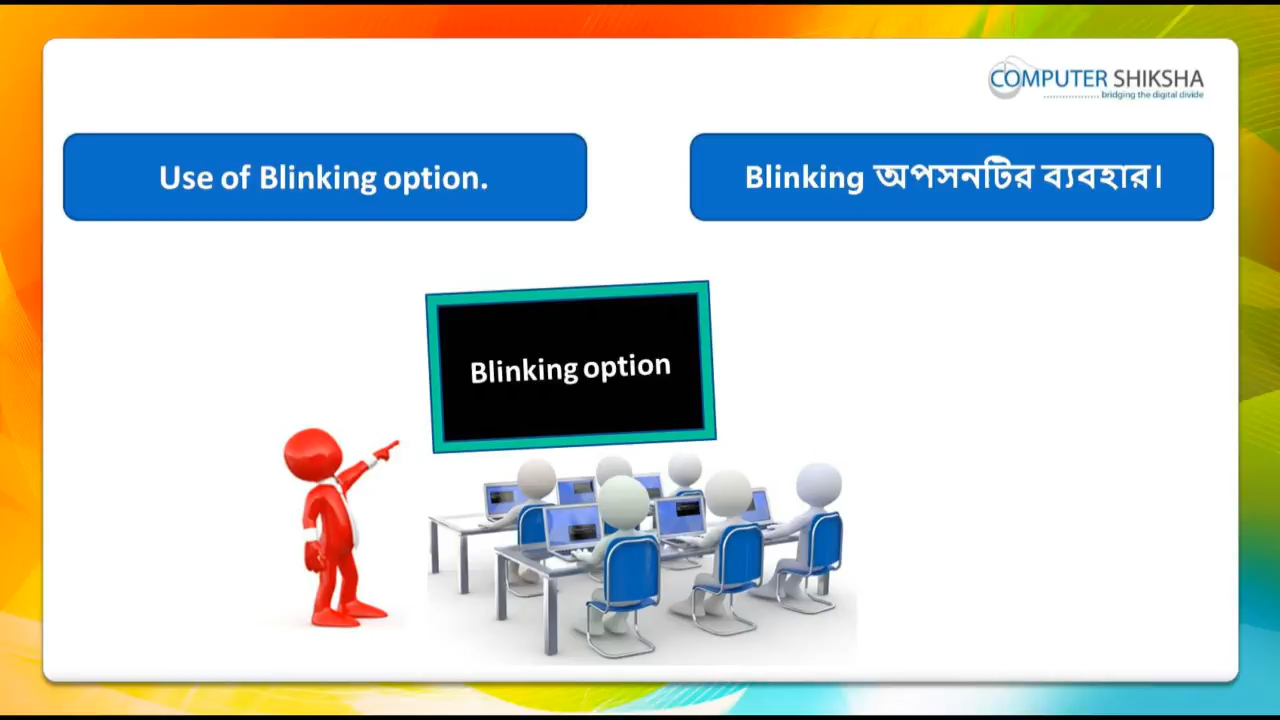 COMPUTER SHIKSHA
bridging the digital divide
Use of Blinking option.
Blinking অপসনটির ব্যবহার।
Blinking option